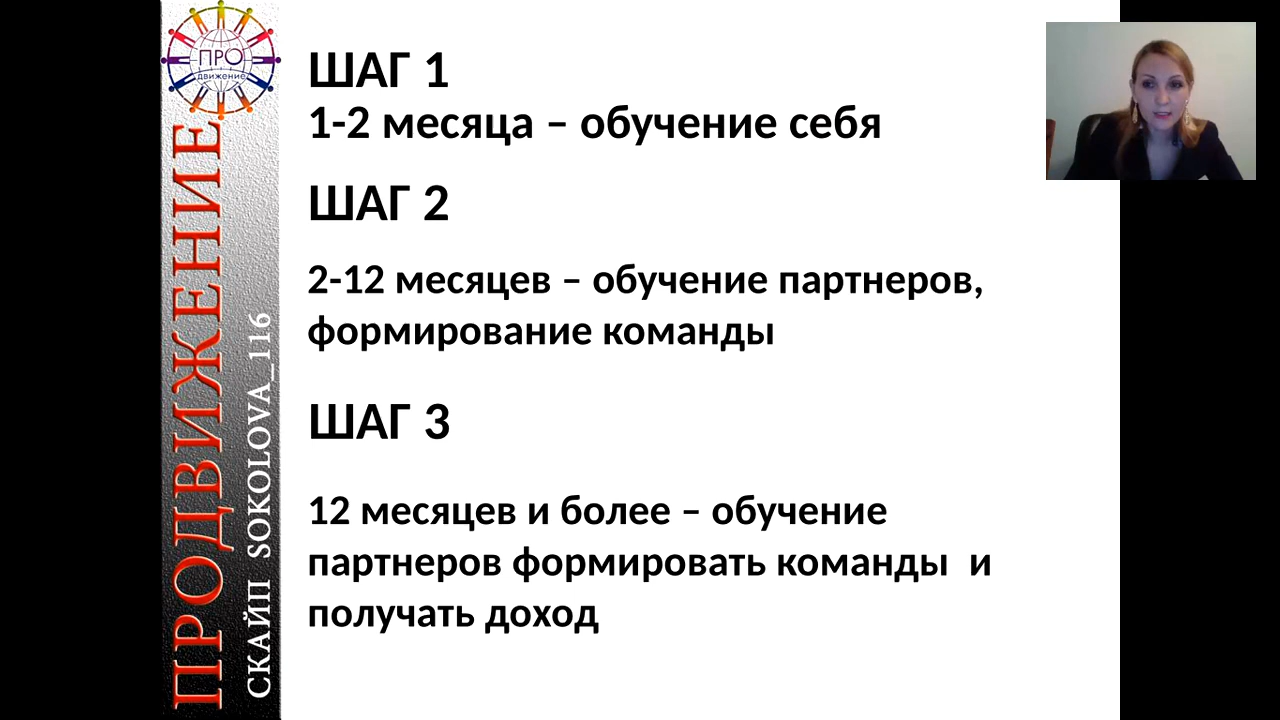 ПРО
движение
ПРОДВИЖЕНИЕ
СКАЙП SOKOLOVA_116
ШАГ 1
1-2 месяца – обучение себя
ШАГ 2
2-12 месяцев – обучение партнеров,
формирование команды
ШАГ 3
12 месяцев и более – обучение
партнеров формировать команды и
получать доход